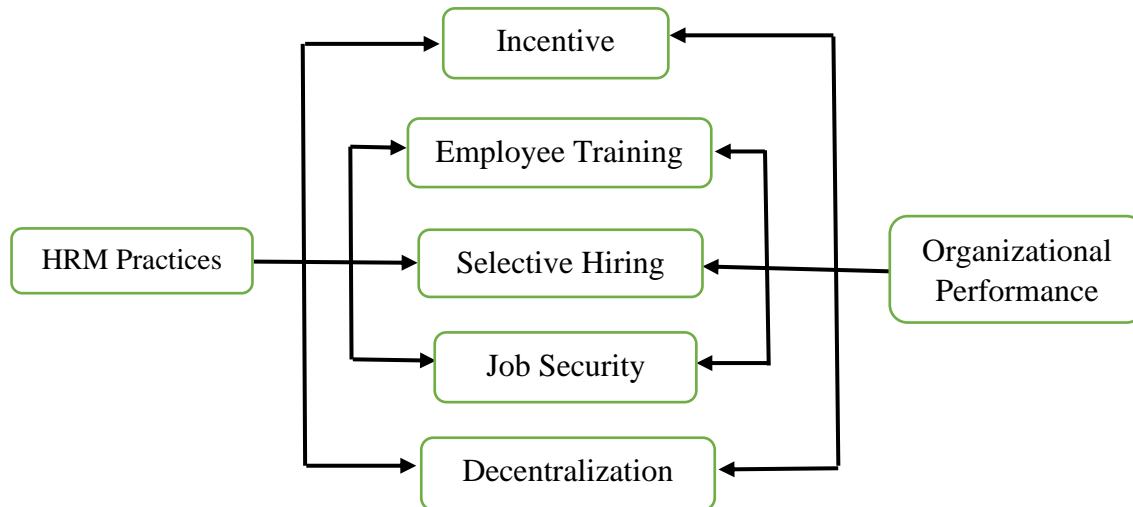 Incentive
Employee Training
HRM Practices
Selective Hiring
Organizational
Performance
Job Security
Decentralization